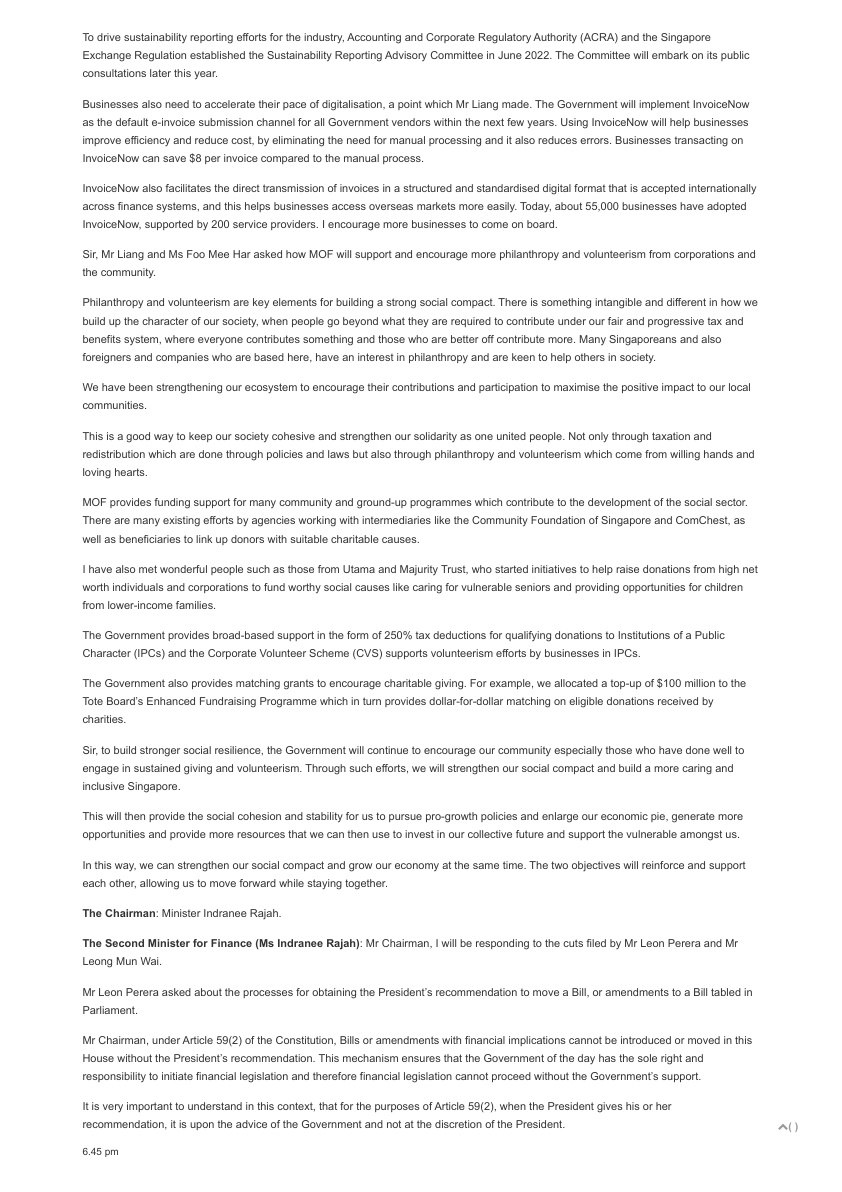 To drive sustainability reporting efforts for the industry, Accounting and Corporate Regulatory Authority (ACRA) and the Singapore
Exchange Regulation established the Sustainability Reporting Advisory Committee in June 2022. The Committee will embark on its public
consultations later this year.
Businesses also need to accelerate their pace of digitalisation, a point which Mr Liang made. The Government will implement InvoiceNow
as the default e-invoice submission channel for all Government vendors within the next few years. Using InvoiceNow will help businesses
improve efficiency and reduce cost, by eliminating the need for manual processing and it also reduces errors. Businesses transacting on
InvoiceNow can save $8 per invoice compared to the manual process.
InvoiceNow also facilitates the direct transmission of invoices in a structured and standardised digital format that is accepted internationally
across finance systems, and this helps businesses access overseas markets more easily. Today, about 55,000 businesses have adopted
InvoiceNow, supported by 200 service providers. I encourage more businesses to come on board.
Sir, Mr Liang and Ms Foo Mee Har asked how MOF will support and encourage more philanthropy and volunteerism from corporations and
the community.
Philanthropy and volunteerism are key elements for building a strong social compact. There is something intangible and different in how we
build up the character of our society, when people go beyond what they are required to contribute under our fair and progressive tax and
benefits system, where everyone contributes something and those who are better off contribute more. Many Singaporeans and also
foreigners and companies who are based here, have an interest in philanthropy and are keen to help others in society.
We have been strengthening our ecosystem to encourage their contributions and participation to maximise the positive impact to our local
communities.
This is a good way to keep our society cohesive and strengthen our solidarity as one united people. Not only through taxation and
redistribution which are done through policies and laws but also through philanthropy and volunteerism which come from willing hands and
loving hearts.
MOF provides funding support for many community and ground-up programmes which contribute to the development of the social sector.
There are many existing efforts by agencies working with intermediaries like the Community Foundation of Singapore and ComChest, as
well as beneficiaries to link up donors with suitable charitable causes.
I have also met wonderful people such as those from Utama and Majurity Trust, who started initiatives to help raise donations from high net
worth individuals and corporations to fund worthy social causes like caring for vulnerable seniors and providing opportunities for children
from lower-income families.
The Government provides broad-based support in the form of 250% tax deductions for qualifying donations to Institutions of a Public
Character (IPCs) and the Corporate Volunteer Scheme (CVS) supports volunteerism efforts by businesses in IPCs.
The Government also provides matching grants to encourage charitable giving. For example, we allocated a top-up of $100 million to the
Tote Board's Enhanced Fundraising Programme which in turn provides dollar-for-dollar matching on eligible donations received by
charities.
Sir, to build stronger social resilience, the Government will continue to encourage our community especially those who have done well to
engage in sustained giving and volunteerism. Through such efforts, we will strengthen our social compact and build a more caring and
inclusive Singapore.
This will then provide the social cohesion and stability for us to pursue pro-growth policies and enlarge our economic pie, generate more
opportunities and provide more resources that we can then use to invest in our collective future and support the vulnerable amongst us.
In this way, we can strengthen our social compact and grow our economy at the same time. The two objectives will reinforce and support
each other, allowing us to move forward while staying together.
The Chairman: Minister Indranee Rajah.
The Second Minister for Finance (Ms Indranee Rajah): Mr Chairman, I will be responding to the cuts filed by Mr Leon Perera and Mr
Leong Mun Wai.
Mr Leon Perera asked about the processes for obtaining the President's recommendation to move a Bill, or amendments to a Bill tabled in
Parliament.
Mr Chairman, under Article 59(2) of the Constitution, Bills or amendments with financial implications cannot be introduced or moved in this
House without the President's recommendation. This mechanism ensures that the Government of the day has the sole right and
responsibility to initiate financial legislation and therefore financial legislation cannot proceed without the Government's support.
It is very important to understand in this context, that for the purposes of Article 59(2), when the President gives his or her
recommendation, it is upon the advice of the Government and not at the discretion of the President.
( )
6.45 pm